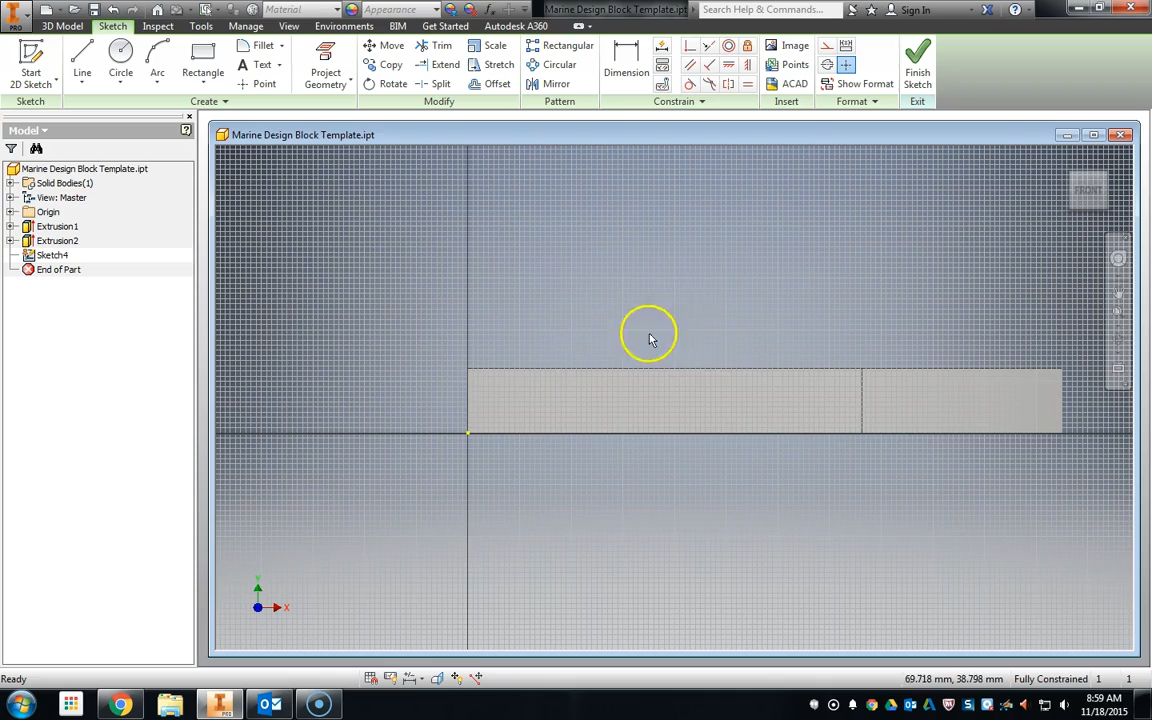 PRO
Material
Appearance
Marine Design Block Template.ipt
Search Help & Commands...
Sign In
3D Model
Sketch
Inspect
Tools
Manage
View
Environments
BIM
Get Started
Autodesk A360
Start
2D Sketch
Line
Circle
Arc
Rectangle
Fillet
Text
Point
Project
Geometry
Move
Copy
Rotate
Trim
Extend
Split
Scale
Stretch
Offset
Rectangular
Circular
Mirror
Dimension
Image
Points
ACAD
Show Format
Finish
Sketch
Sketch
Create
Modify
Pattern
Constrain
Insert
Format
Exit
Model
Marine Design Block Template.ipt
Solid Bodies(1)
View: Master
Origin
Extrusion1
Extrusion2
Sketch4
End of Part
Marine Design Block Template.ipt
FRONT
Y
X
Ready
69.718 mm, 38.798 mm
Fully Constrained
1
1
PRO
8:59 AM
11/18/2015